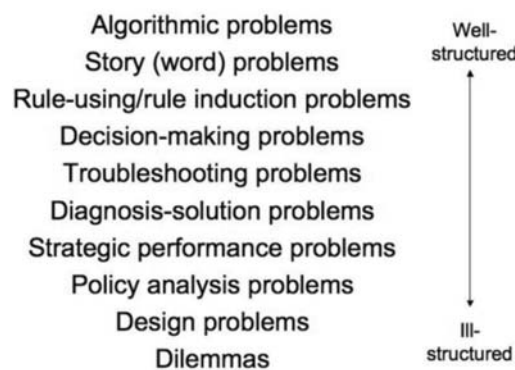 Algorithmic problems
Story (word) problems
Rule-using/rule induction problems
Decision-making problems
Troubleshooting problems
Diagnosis-solution problems
Strategic performance problems
Policy analysis problems
Design problems
Dilemmas
Well-
structured
Ill-
structured